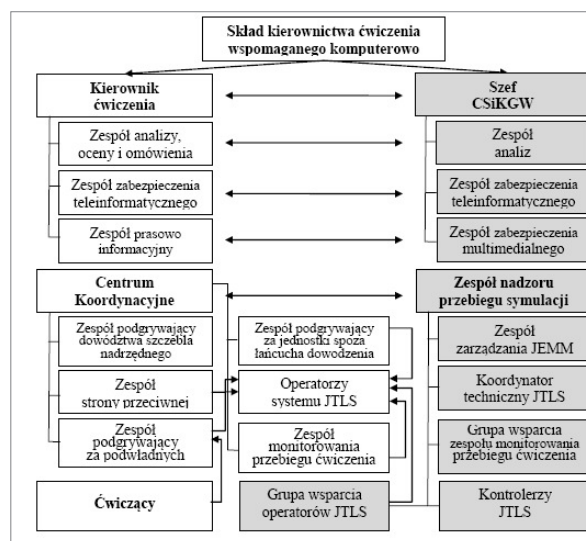 Skład kierownictwa ćwiczenia
wspomaganego komputerowo
Kierownik
ćwiczenia
Szef
CSiKGW
Zespół analizy,
oceny i omówienia
Zespół
analiz
Zespół zabezpieczenia
teleinformatycznego
Zespół zabezpieczenia
teleinformatycznego
Zespół prasowo
informacyjny
Zespół zabezpieczenia
multimedialnego
Centrum
Koordynacyjne
Zespół nadzoru
przebiegu symulacji
Zespół podgrywający
dowództwa szczebla
nadrzędnego
Zespół podgrywający
za jednostki spoza
łańcucha dowodzenia
Zespół
zarządzania JEMM
Zespół
strony przeciwnej
Operatorzy
systemu JTLS
Koordynator
techniczny JTLS
Zespół
podgrywający
za podwładnych
Zespół
monitorowania
przebiegu ćwiczenia
Grupa wsparcia
zespołu monitorowania
przebiegu ćwiczenia
Ćwiczący
Grupa wsparcia
operatorów JTLS
Kontrolerzy
JTLS